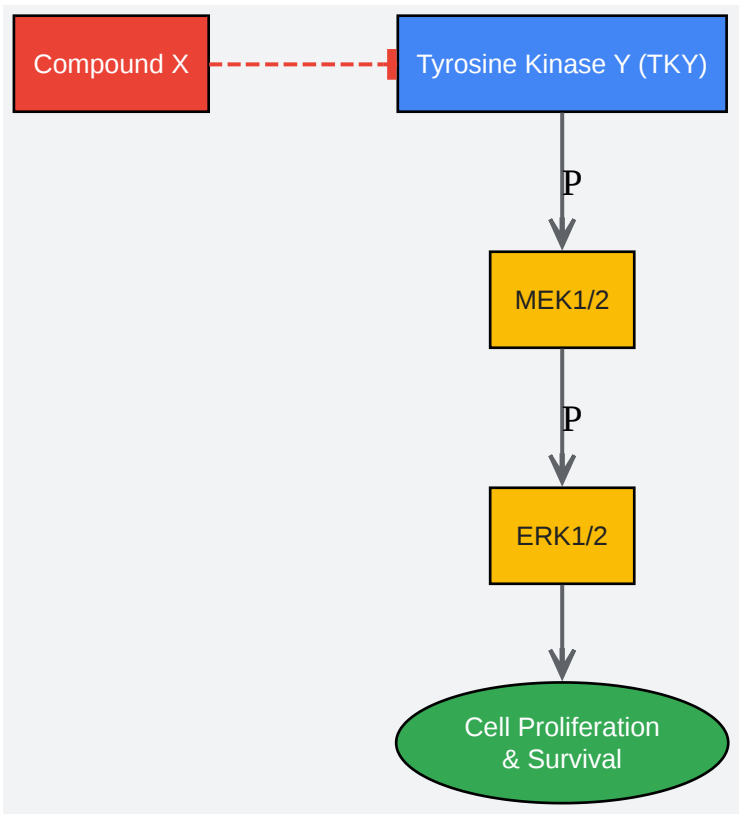 Compound X
Tyrosine Kinase Y (TKY)
P
MEK1/2
P
ERK1/2
Cell Proliferation
& Survival